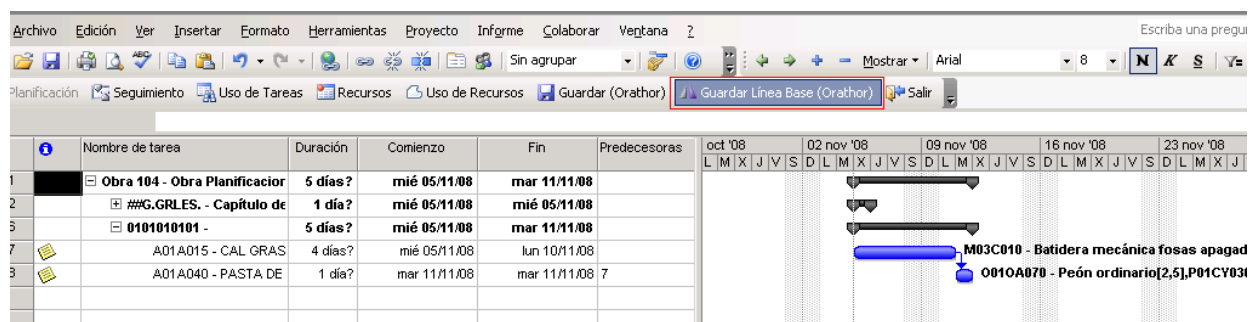 Archivo Edición Ver Insertar Formato Herramientas Proyecto Informe Colaborar Ventana ?
Escriba una pregun
Sin agrupar Mostrar Arial 8 N K S
Planificación Seguimiento Uso de Tareas Recursos Uso de Recursos Guardar (Orathor) Guardar Línea Base (Orathor) Salir
Nombre de tarea Duración Comienzo Fin Predecesoras oct '08 02 nov '08 09 nov '08 16 nov '08 23 nov '08
L M X J V S D L M X J V S D L M X J V S D L M X J V S D L M X J
1 Obra 104 - Obra Planificacior 5 días? mié 05/11/08 mar 11/11/08
2 ##G.GRLES. - Capítulo de 1 día? mié 05/11/08 mié 05/11/08
6 0101010101 - 5 días? mié 05/11/08 mar 11/11/08
7 A01A015 - CAL GRAS 4 días? mié 05/11/08 lun 10/11/08 M03C010 - Batidera mecánica fosas apagad
8 A01A040 - PASTA DE 1 día? mar 11/11/08 mar 11/11/08 7 O01OA070 - Peón ordinario[2,5],P01CY030